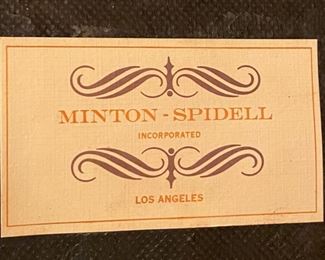 MINTON - SPIDELL
INCORPORATED
LOS ANGELES